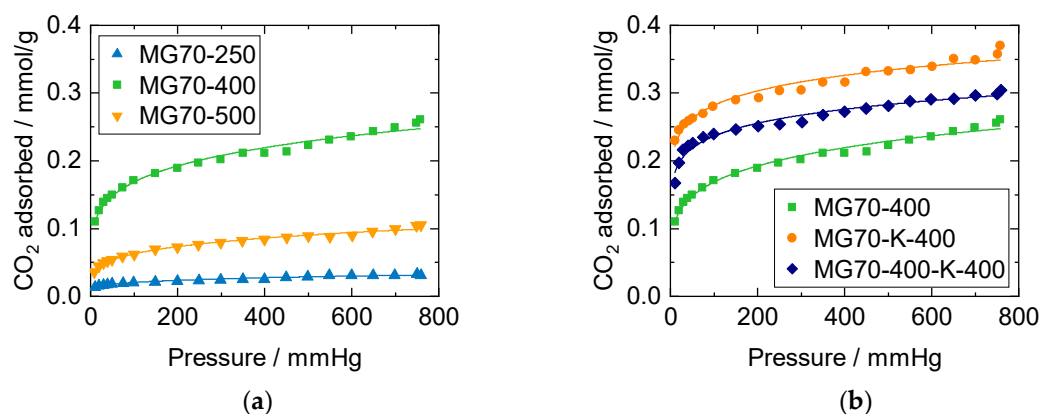 0.4
0.3
0.2
0.1
0.0
CO₂ adsorbed / mmol/g
MG70-250
MG70-400
MG70-500
0 200 400 600 800
Pressure / mmHg
(a)
0.4
0.3
0.2
0.1
0.0
CO₂ adsorbed / mmol/g
MG70-400
MG70-K-400
MG70-400-K-400
0 200 400 600 800
Pressure / mmHg
(b)